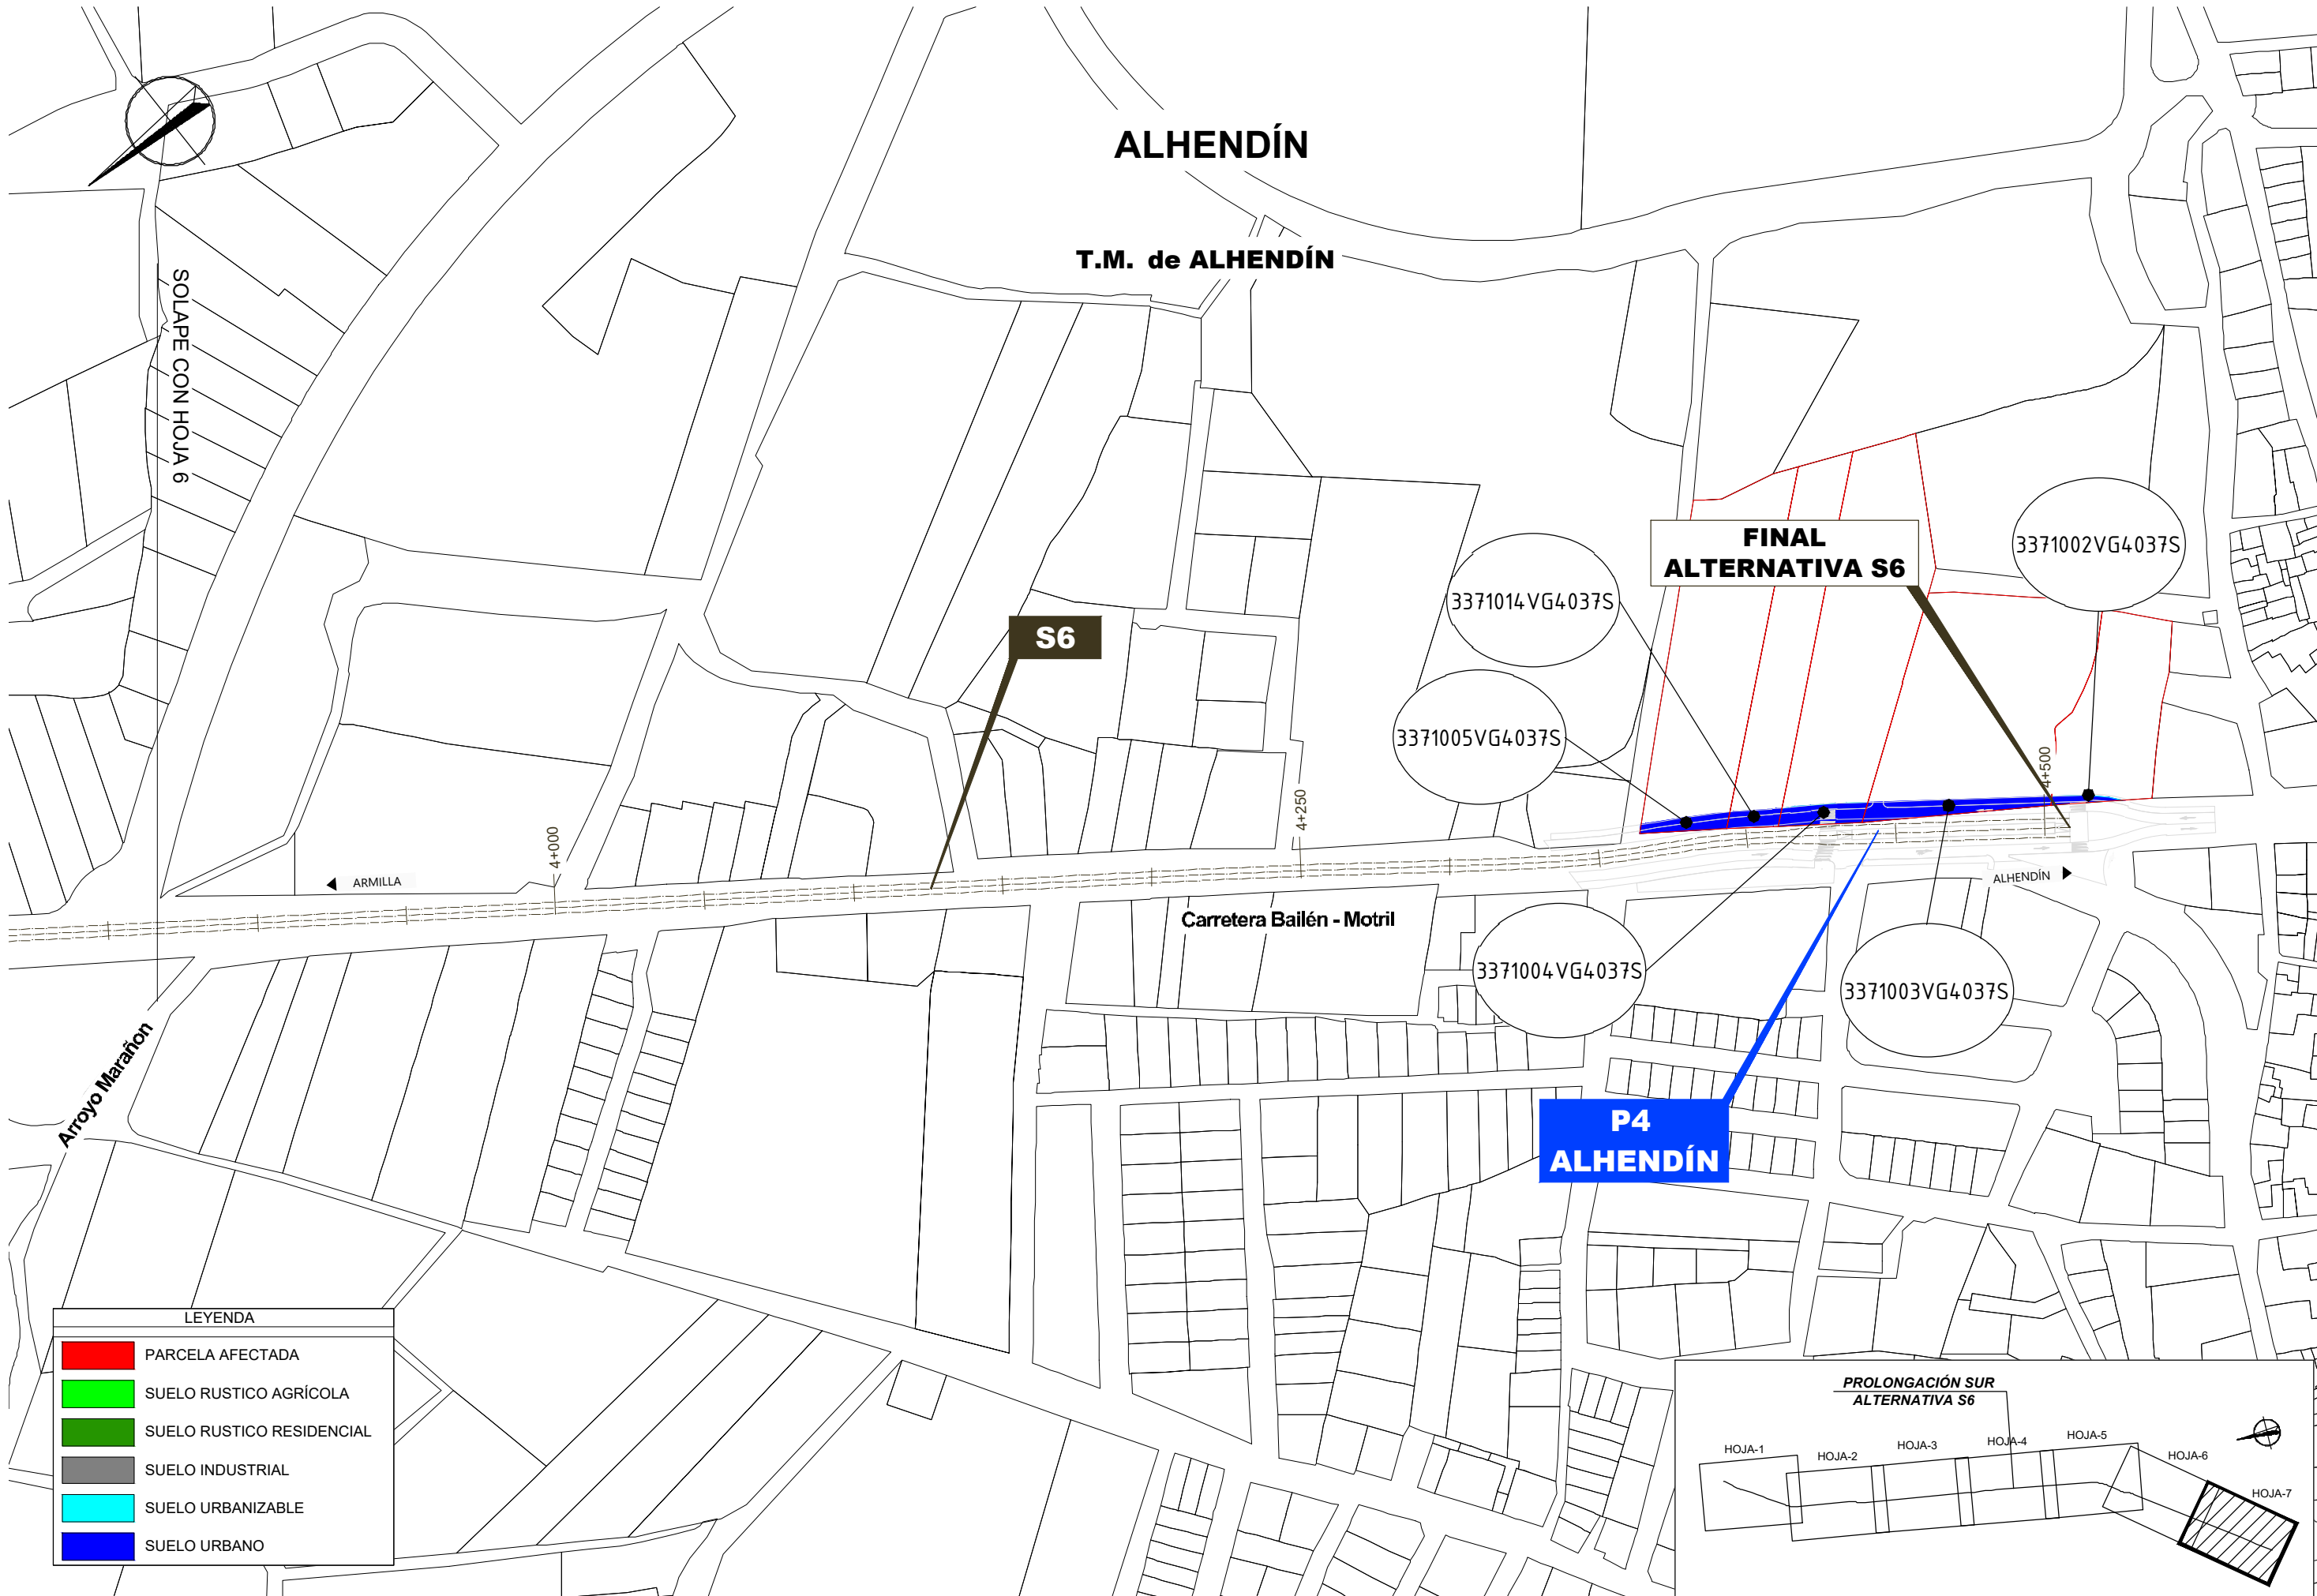 ALHENDÍN
T.M. de ALHENDÍN
SOLAPE CON HOJA 6
FINAL
ALTERNATIVA S6
3371002VG4037S
3371014VG4037S
S6
3371005VG4037S
4+500
4+250
4+000
ARMILLA
ALHENDÍN
Carretera Bailén - Motril
3371004VG4037S
3371003VG4037S
Arroyo Marañon
P4
ALHENDÍN
LEYENDA
PARCELA AFECTADA
SUELO RUSTICO AGRÍCOLA
SUELO RUSTICO RESIDENCIAL
SUELO INDUSTRIAL
SUELO URBANIZABLE
SUELO URBANO
PROLONGACIÓN SUR
ALTERNATIVA S6
HOJA-1
HOJA-2
HOJA-3
HOJA-4
HOJA-5
HOJA-6
HOJA-7